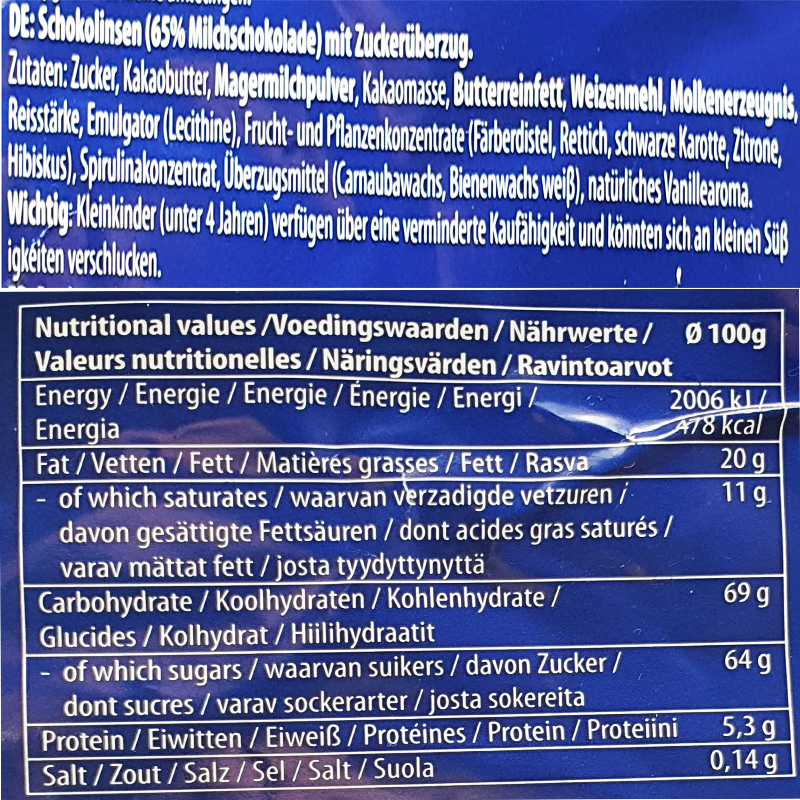 DE: Schokolinsen (65% Milchschokolade) mit Zuckerüberzug.
Zutaten: Zucker, Kakaobutter, Magermilchpulver, Kakaomasse, Butterreinfett, Weizenmehl, Molkenerzeugnis,
Reisstärke, Emulgator (Lecithine), Frucht- und Pflanzenkonzentrate (Färberdistel, Rettich, schwarze Karotte, Zitrone,
Hibiskus), Spirulinakonzentrat, Überzugsmittel (Carnaubawachs, Bienenwachs weiß), natürliches Vanillearoma.
Wichtig: Kleinkinder (unter 4 Jahren) verfügen über eine verminderte Kaufähigkeit und könnten sich an kleinen Süß
igkeiten verschlucken.
Nutritional values /Voedingswaarden / Nährwerte / Ø 100g
Valeurs nutritionelles / Näringsvärden / Ravintoarvot
Energy / Energie / Energie / Énergie / Energi / 2006 kJ /
Energia 478 kcal
Fat / Vetten / Fett / Matières grasses / Fett / Rasva 20 g
- of which saturates / waarvan verzadigde vetzuren / 11 g
davon gesättigte Fettsäuren / dont acides gras saturés /
varav mättat fett / josta tyydyttynyttä
Carbohydrate / Koolhydraten / Kohlenhydrate / 69 g
Glucides / Kolhydrat / Hiilihydraatit
- of which sugars / waarvan suikers / davon Zucker / 64 g
dont sucres / varav sockerarter / josta sokereita
Protein / Eiwitten / Eiweiß / Protéines / Protein / Proteiini 5,3 g
Salt / Zout / Salz / Sel / Salt / Suola 0,14 g